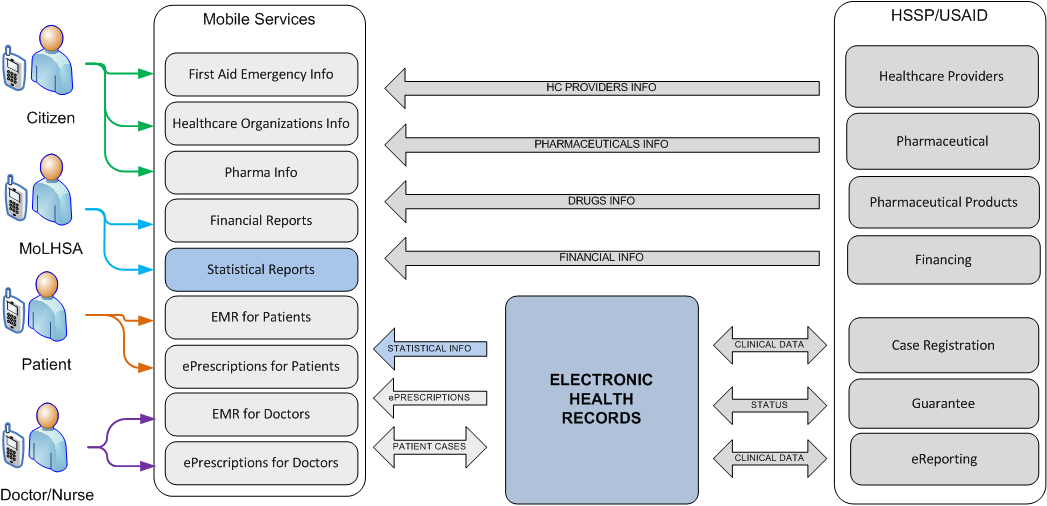 Mobile Services
HSSP/USAID
Citizen
MoLHSA
Patient
Doctor/Nurse
First Aid Emergency Info
Healthcare Organizations Info
Pharma Info
Financial Reports
Statistical Reports
EMR for Patients
ePrescriptions for Patients
EMR for Doctors
ePrescriptions for Doctors
HC PROVIDERS INFO
PHARMACEUTICALS INFO
DRUGS INFO
FINANCIAL INFO
STATISTICAL INFO
ePRESCRIPTIONS
PATIENT CASES
ELECTRONIC
HEALTH
RECORDS
CLINICAL DATA
STATUS
CLINICAL DATA
Healthcare Providers
Pharmaceutical
Pharmaceutical Products
Financing
Case Registration
Guarantee
eReporting